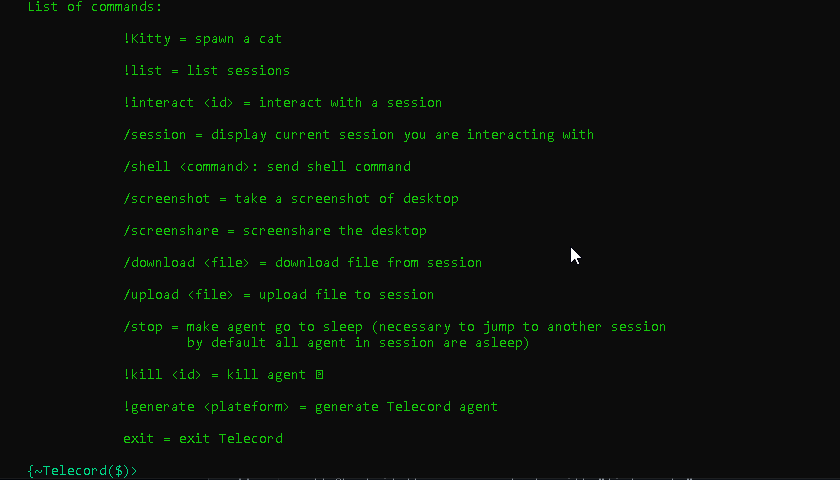 List of commands:
!Kitty = spawn a cat
!list = list sessions
!interact <id> = interact with a session
/session = display current session you are interacting with
/shell <command>: send shell command
/screenshot = take a screenshot of desktop
/screenshare = screenshare the desktop
/download <file> = download file from session
/upload <file> = upload file to session
/stop = make agent go to sleep (necessary to jump to another session
by default all agent in session are asleep)
!kill <id> = kill agent
!generate <plateform> = generate Telecord agent
exit = exit Telecord
{~Telecord($)>